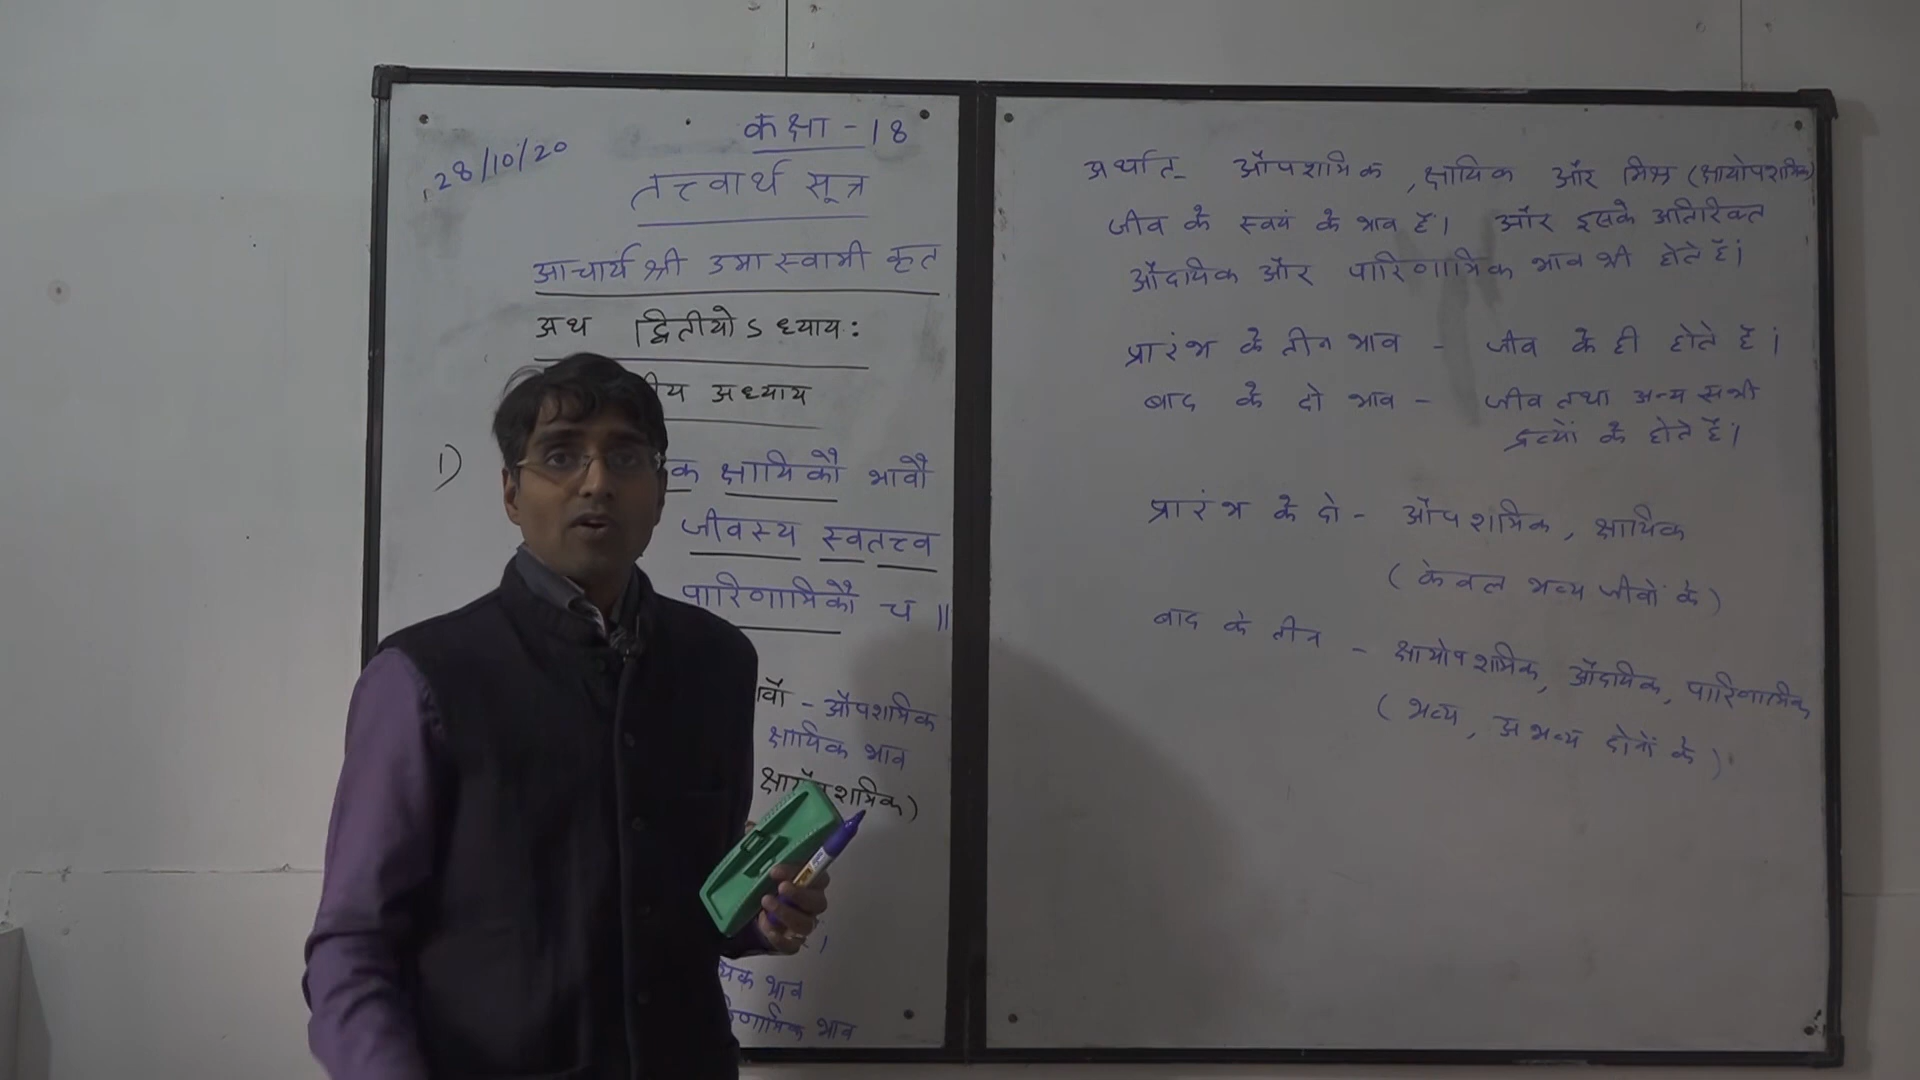 28/10/20
कक्षा - 18
तत्त्वार्थ सूत्र
आचार्य श्री उमास्वामी कृत
अथ द्वितीयोऽध्याय:
अध्याय
1)
क्षायिकौ भावौ
जीवस्य स्वतत्त्व
पारिणामिकौ च ॥
- औपशमिक
क्षायिक भाव
क्षायोपशमिक)
भाव
भाव
अर्थात- औपशमिक, क्षायिक और मिश्र (क्षायोपशमिक)
जीव के स्वयं के भाव हैं। और इसके अतिरिक्त
औदयिक और पारिणामिक भाव भी होते हैं।
प्रारंभ के तीन भाव - जीव के ही होते हैं।
बाद के दो भाव - जीव तथा अन्य सभी
द्रव्यों के होते हैं।
प्रारंभ के दो - औपशमिक, क्षायिक
(केवल भव्य जीवों के)
बाद के तीन - क्षायोपशमिक, औदयिक, पारिणामिक
(भव्य, अभव्य दोनों के)